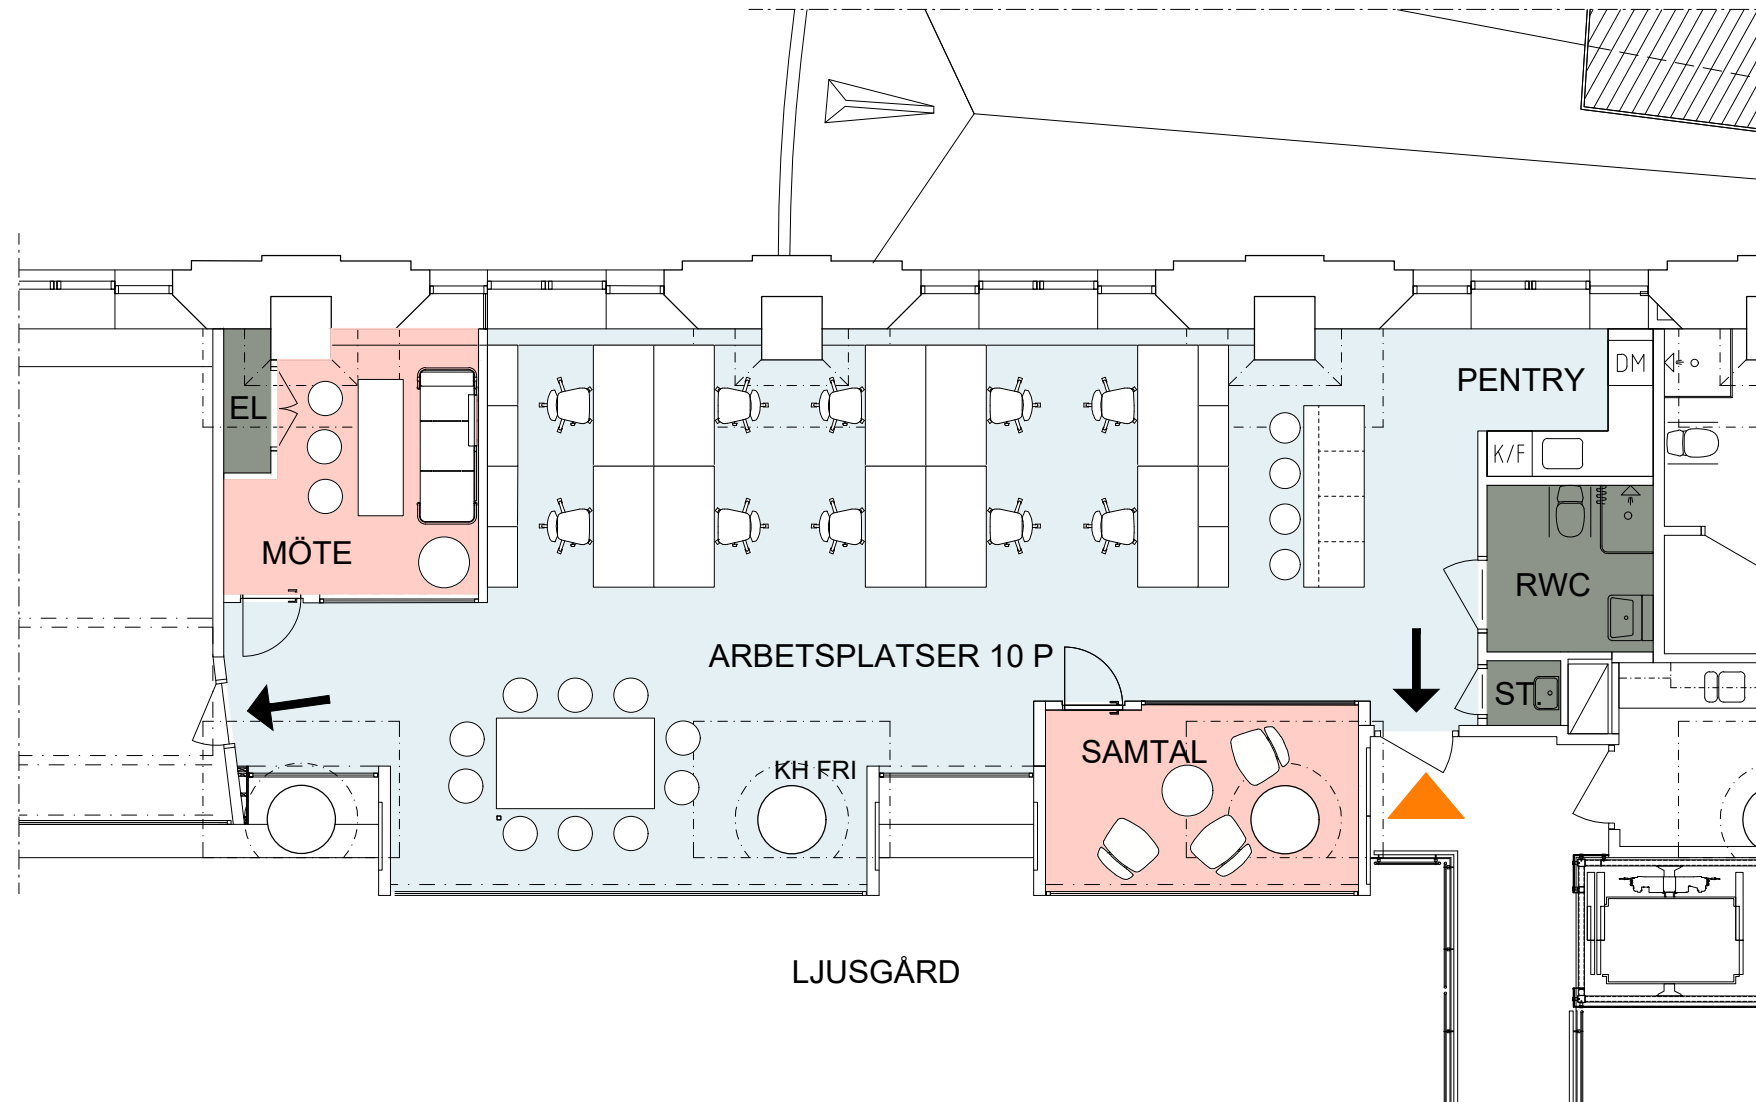 PENTRY
DM
EL
K/F
MÖTE
RWC
ARBETSPLATSER 10 P
ST
SAMTAL
KH FRI
LJUSGÅRD